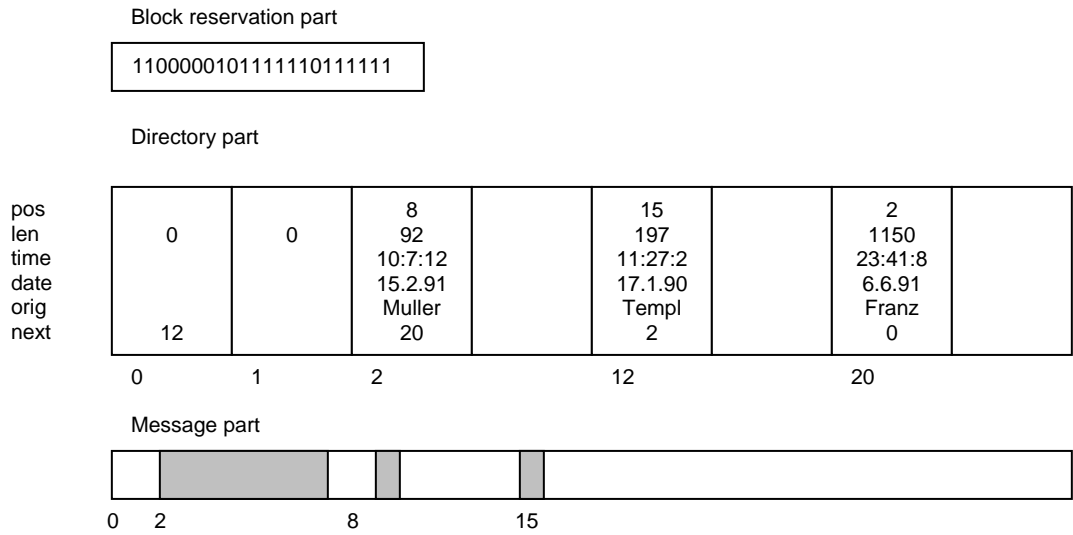 Block reservation part
1100000101111110111111
Directory part
pos 8 15 2
len 0 0 92 197 1150
time 10:7:12 11:27:2 23:41:8
date 15.2.91 17.1.90 6.6.91
orig Muller Templ Franz
next 12 20 2 0
0 1 2 12 20
Message part
0 2 8 15